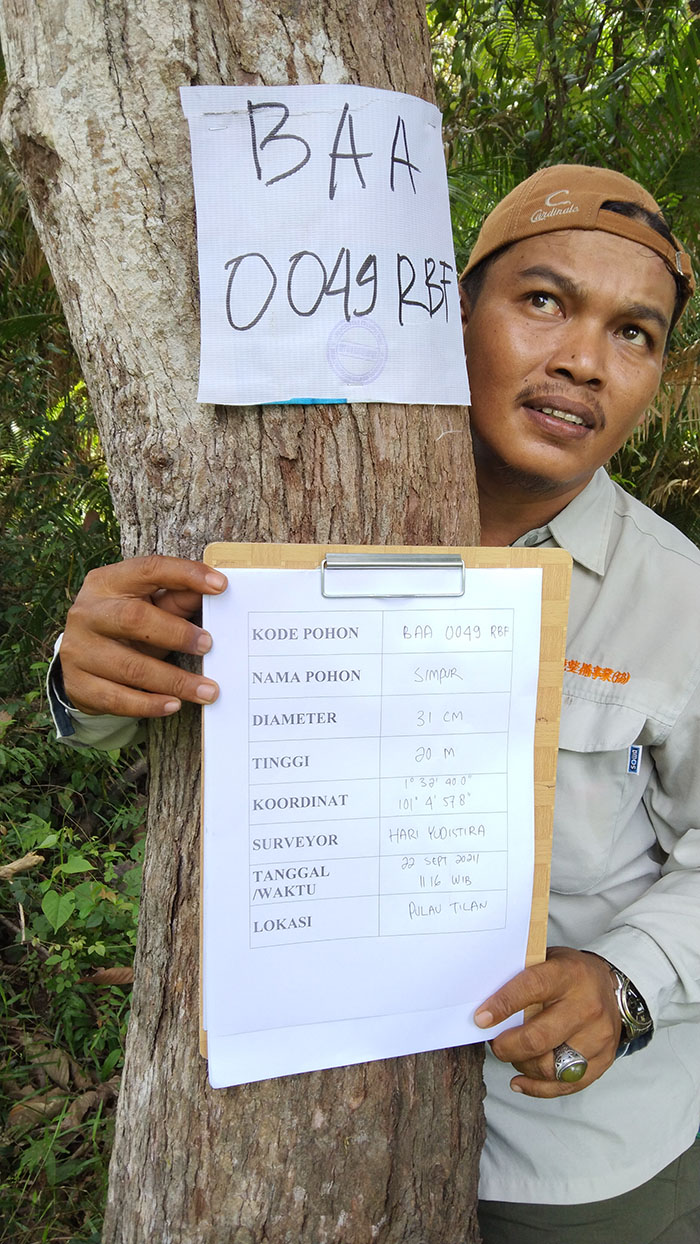 BAA
0049 RBF
C
Cardinals
KODE POHON BAA 0049 RBF
NAMA POHON SIMPUR
DIAMETER 31 CM
TINGGI 20 M
KOORDINAT 1° 32' 40.0" 101° 4' 57.8"
SURVEYOR HARI YUDISTIRA
TANGGAL /WAKTU 22 SEPT 2021/ 11 16 WIB
LOKASI PULAU TILAN
SQUID